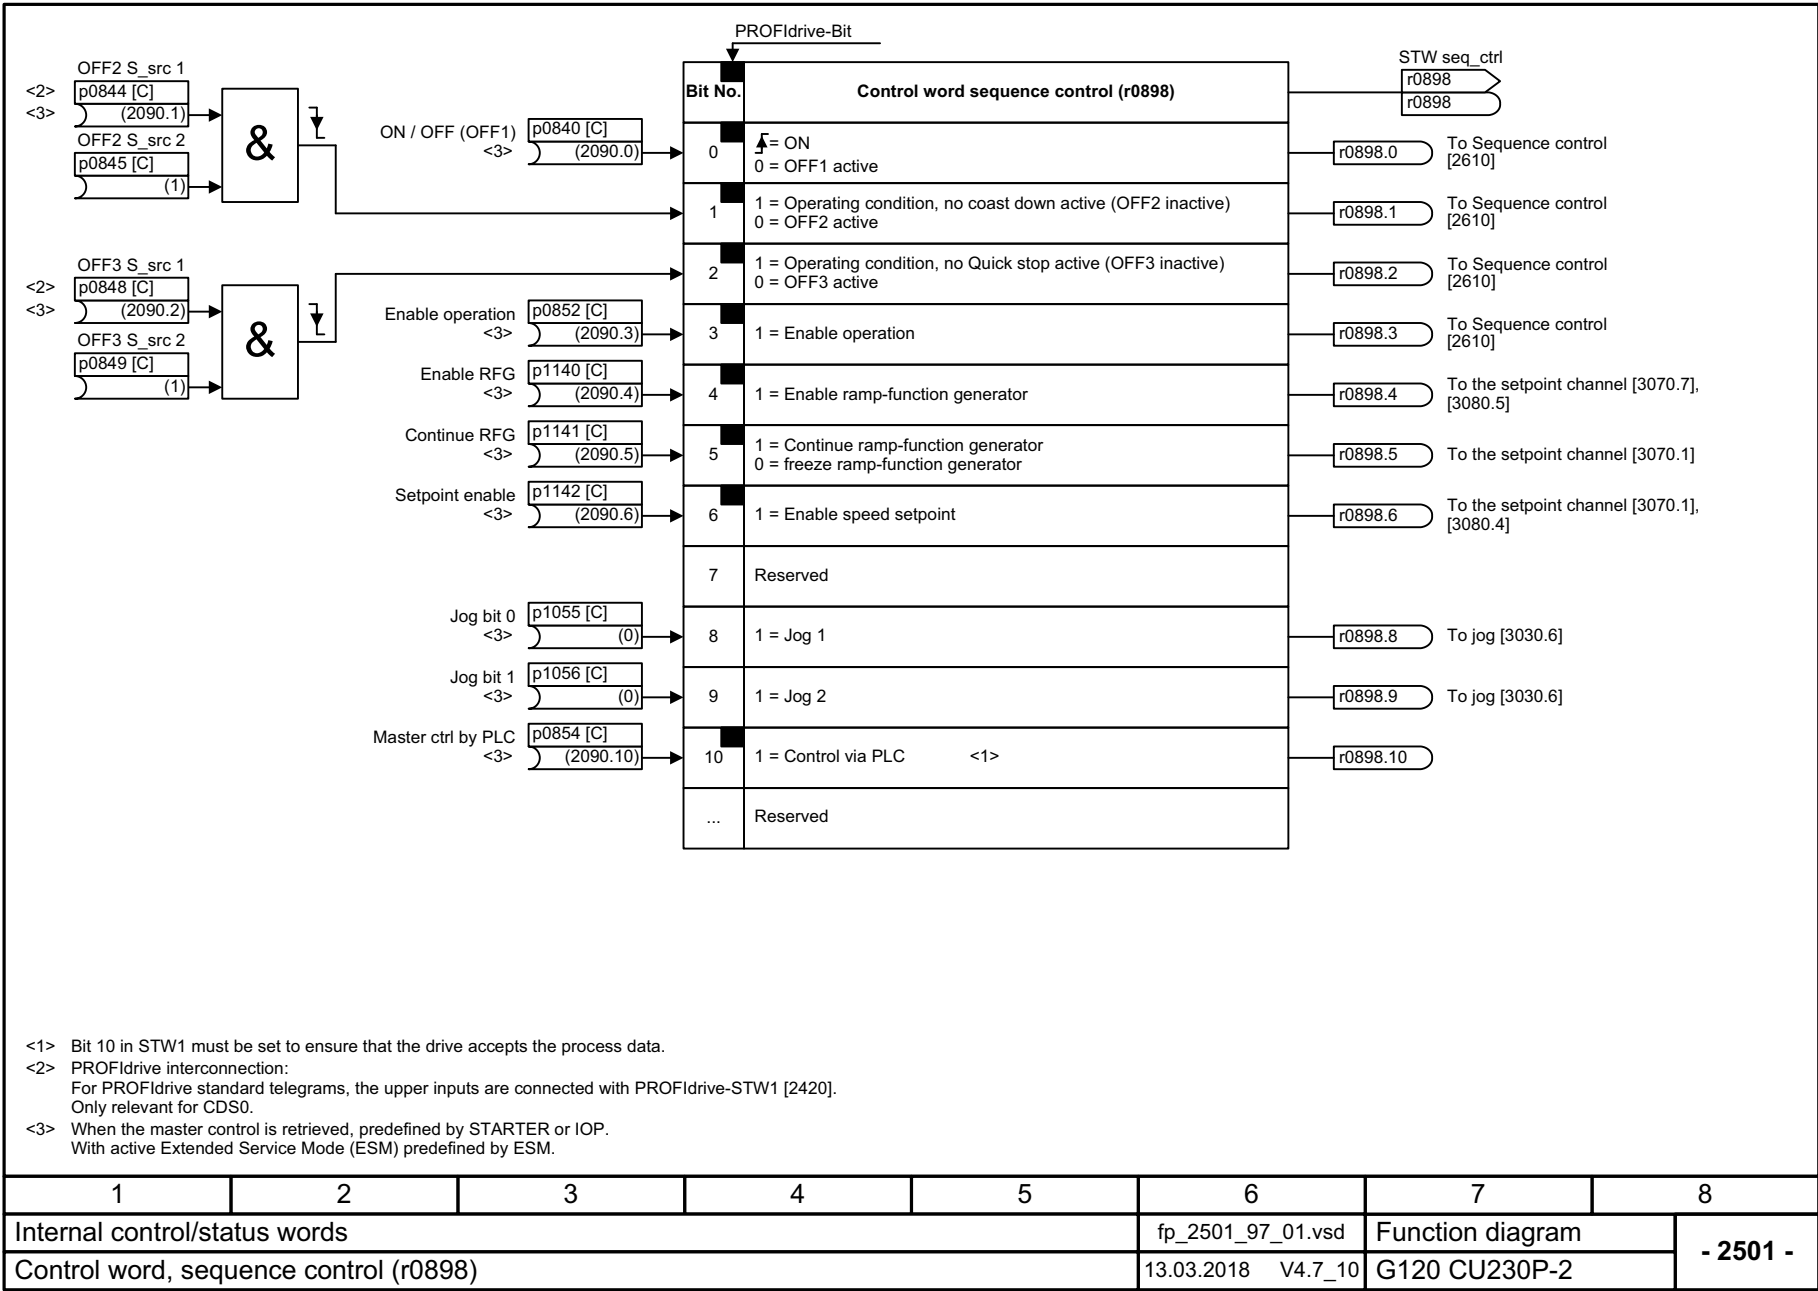 PROFIdrive-Bit
STW seq_ctrl
r0898
r0898
Bit No. Control word sequence control (r0898)
OFF2 S_src 1
<2> p0844 [C]
<3> (2090.1)
OFF2 S_src 2
p0845 [C]
(1)
&
ON / OFF (OFF1) p0840 [C]
<3> (2090.0)
0 = ON
0 = OFF1 active
r0898.0 To Sequence control
[2610]
1 1 = Operating condition, no coast down active (OFF2 inactive)
0 = OFF2 active
r0898.1 To Sequence control
[2610]
OFF3 S_src 1
<2> p0848 [C]
<3> (2090.2)
OFF3 S_src 2
p0849 [C]
(1)
&
2 1 = Operating condition, no Quick stop active (OFF3 inactive)
0 = OFF3 active
r0898.2 To Sequence control
[2610]
Enable operation p0852 [C]
<3> (2090.3)
3 1 = Enable operation
r0898.3 To Sequence control
[2610]
Enable RFG p1140 [C]
<3> (2090.4)
4 1 = Enable ramp-function generator
r0898.4 To the setpoint channel [3070.7],
[3080.5]
Continue RFG p1141 [C]
<3> (2090.5)
5 1 = Continue ramp-function generator
0 = freeze ramp-function generator
r0898.5 To the setpoint channel [3070.1]
Setpoint enable p1142 [C]
<3> (2090.6)
6 1 = Enable speed setpoint
r0898.6 To the setpoint channel [3070.1],
[3080.4]
7 Reserved
Jog bit 0 p1055 [C]
<3> (0)
8 1 = Jog 1
r0898.8 To jog [3030.6]
Jog bit 1 p1056 [C]
<3> (0)
9 1 = Jog 2
r0898.9 To jog [3030.6]
Master ctrl by PLC p0854 [C]
<3> (2090.10)
10 1 = Control via PLC <1>
r0898.10
... Reserved
<1> Bit 10 in STW1 must be set to ensure that the drive accepts the process data.
<2> PROFIdrive interconnection:
For PROFIdrive standard telegrams, the upper inputs are connected with PROFIdrive-STW1 [2420].
Only relevant for CDS0.
<3> When the master control is retrieved, predefined by STARTER or IOP.
With active Extended Service Mode (ESM) predefined by ESM.
1 2 3 4 5 6 7 8
Internal control/status words fp_2501_97_01.vsd Function diagram
- 2501 -
Control word, sequence control (r0898) 13.03.2018 V4.7_10 G120 CU230P-2